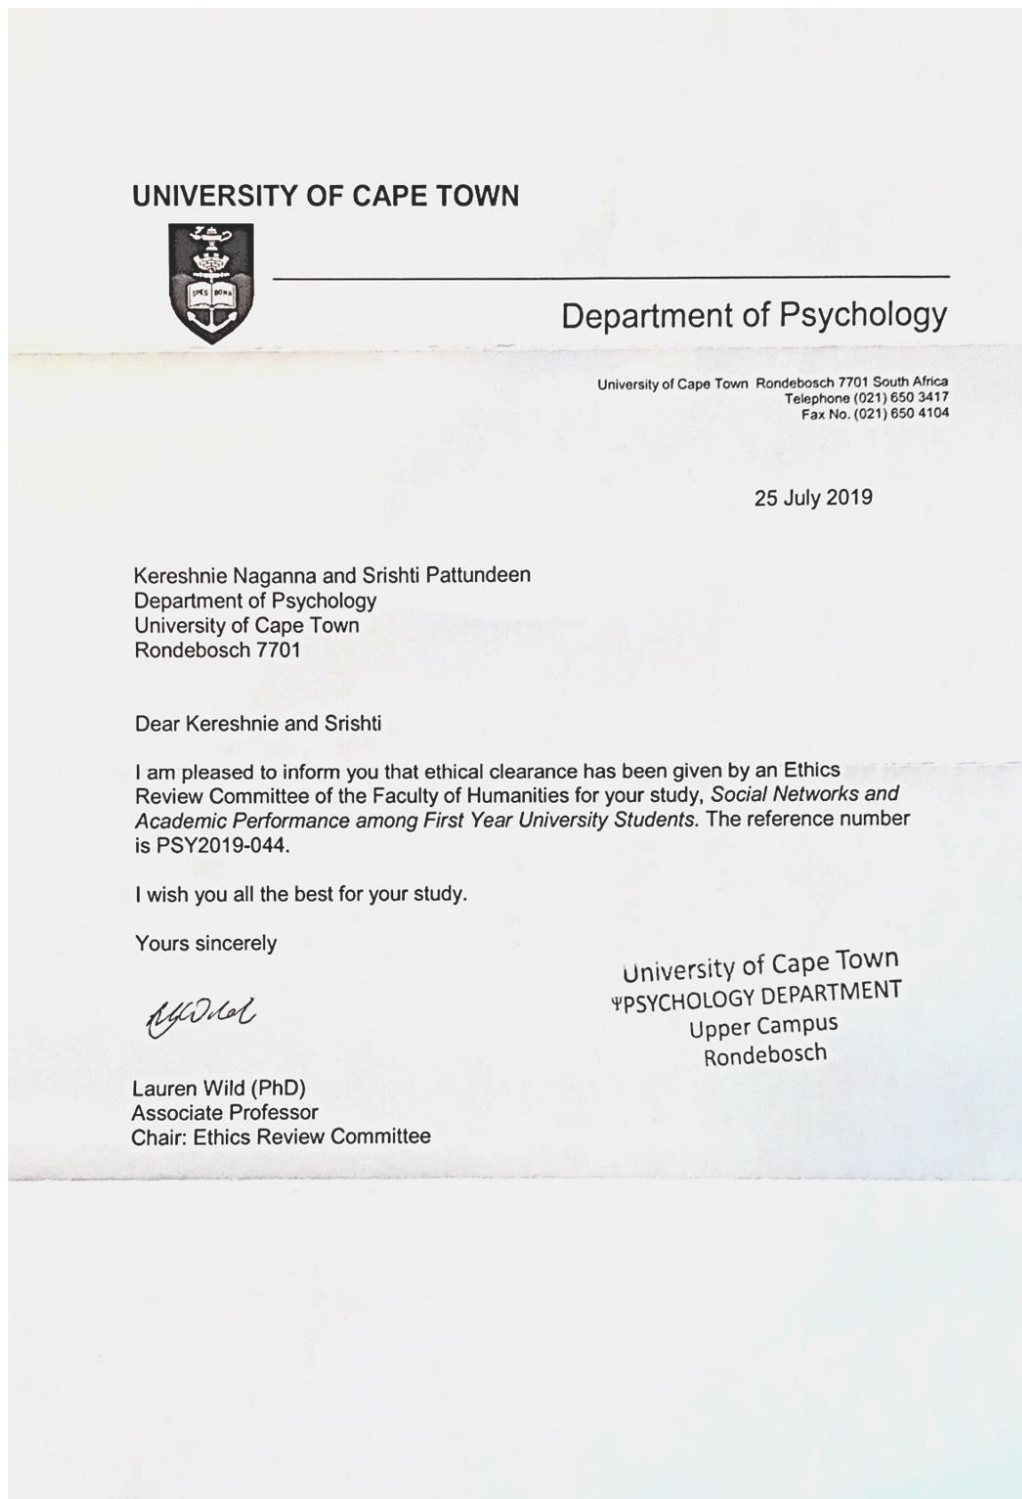 UNIVERSITY OF CAPE TOWN
SPES BONA
Department of Psychology
University of Cape Town Rondebosch 7701 South Africa
Telephone (021) 650 3417
Fax No. (021) 650 4104
25 July 2019
Kereshnie Naganna and Srishti Pattundeen
Department of Psychology
University of Cape Town
Rondebosch 7701
Dear Kereshnie and Srishti
I am pleased to inform you that ethical clearance has been given by an Ethics
Review Committee of the Faculty of Humanities for your study, Social Networks and
Academic Performance among First Year University Students. The reference number
is PSY2019-044.
I wish you all the best for your study.
Yours sincerely
University of Cape Town
ΨPSYCHOLOGY DEPARTMENT
Upper Campus
Rondebosch
Lauren Wild (PhD)
Associate Professor
Chair: Ethics Review Committee